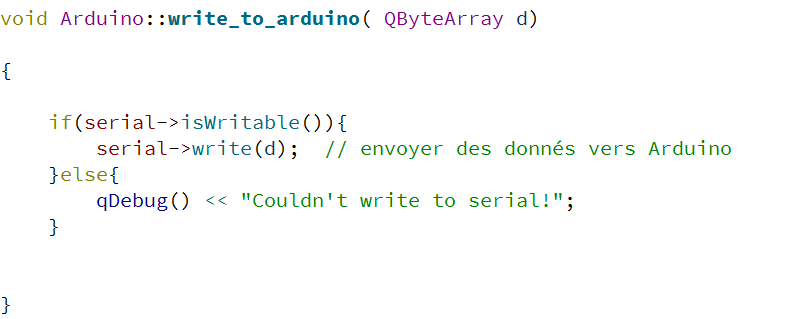 void Arduino::write_to_arduino( QByteArray d)
{
if(serial->isWritable()){
serial->write(d);  // envoyer des donnés vers Arduino
}else{
qDebug() << "Couldn't write to serial!";
}
}